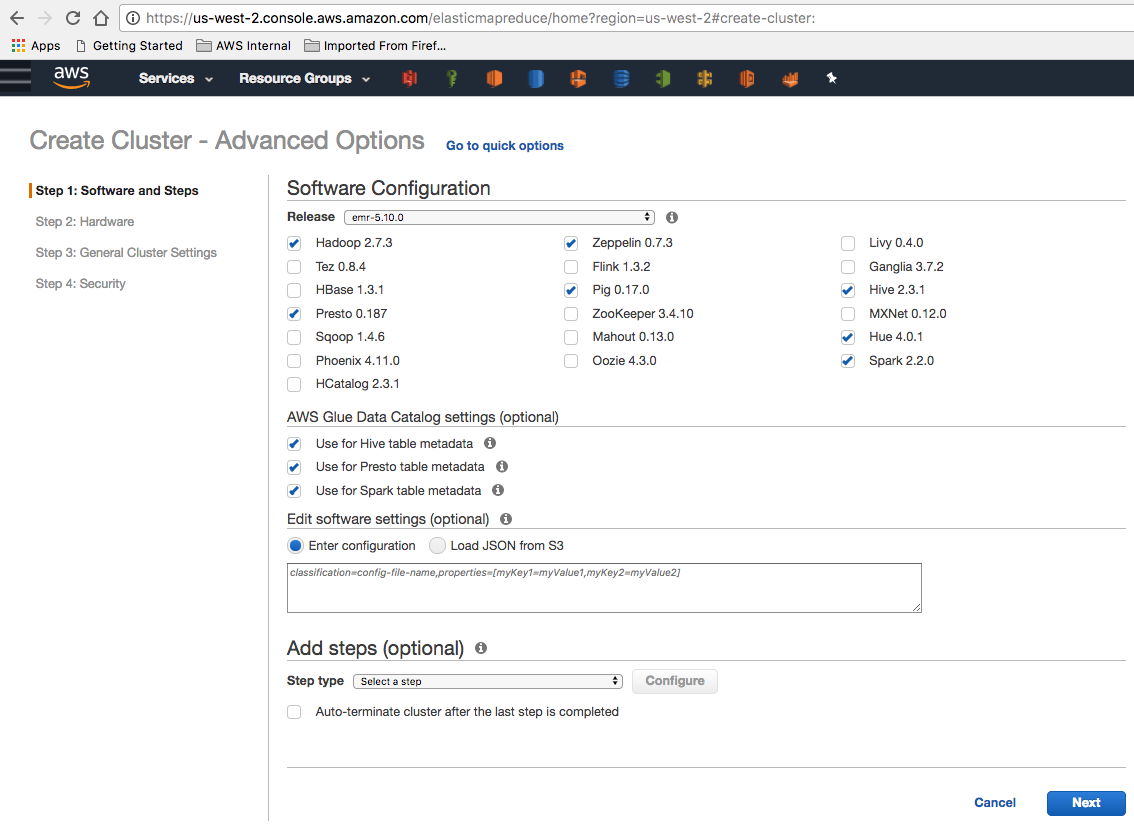 https://us-west-2.console.aws.amazon.com/elasticmapreduce/home?region=us-west-2#create-cluster:
Apps Getting Started AWS Internal Imported From Firef...
aws Services Resource Groups
Create Cluster - Advanced Options Go to quick options
Step 1: Software and Steps
Step 2: Hardware
Step 3: General Cluster Settings
Step 4: Security
Software Configuration
Release emr-5.10.0
Hadoop 2.7.3 Zeppelin 0.7.3 Livy 0.4.0
Tez 0.8.4 Flink 1.3.2 Ganglia 3.7.2
HBase 1.3.1 Pig 0.17.0 Hive 2.3.1
Presto 0.187 ZooKeeper 3.4.10 MXNet 0.12.0
Sqoop 1.4.6 Mahout 0.13.0 Hue 4.0.1
Phoenix 4.11.0 Oozie 4.3.0 Spark 2.2.0
HCatalog 2.3.1
AWS Glue Data Catalog settings (optional)
Use for Hive table metadata
Use for Presto table metadata
Use for Spark table metadata
Edit software settings (optional)
Enter configuration Load JSON from S3
classification=config-file-name,properties=[myKey1=myValue1,myKey2=myValue2]
Add steps (optional)
Step type Select a step Configure
Auto-terminate cluster after the last step is completed
Cancel Next